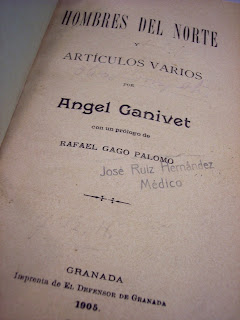 HOMBRES DEL NORTE
Y
ARTÍCULOS VARIOS
POR
Angel Ganivet
con un prólogo de
RAFAEL GAGO PALOMO
José Ruiz Hernández
Médico
GRANADA
Imprenta de EL DEFENSOR DE GRANADA
1905.